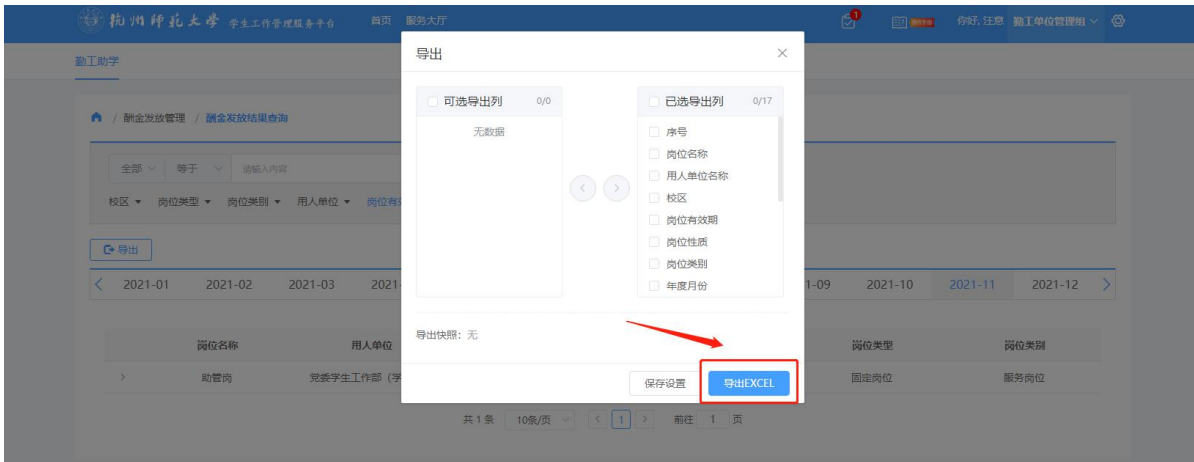 杭州师范大学 学生工作管理服务平台 首页 服务大厅 1 你好, 汪意 勤工单位管理组
勤工助学
导出
可选导出列 0/0
无数据
已选导出列 0/17
序号
岗位名称
用人单位名称
校区
岗位有效期
岗位性质
岗位类别
年度月份
导出快照：无
保存设置 导出EXCEL
/ 酬金发放管理 / 酬金发放结果查询
全部 等于 请输入内容
校区 岗位类型 岗位类别 用人单位 岗位有
导出
2021-01 2021-02 2021-03 2021- 1-09 2021-10 2021-11 2021-12
岗位名称 用人单位 岗位类型 岗位类别
助管岗 党委学生工作部（学 固定岗位 服务岗位
共 1 条 10条/页 1 前往 1 页